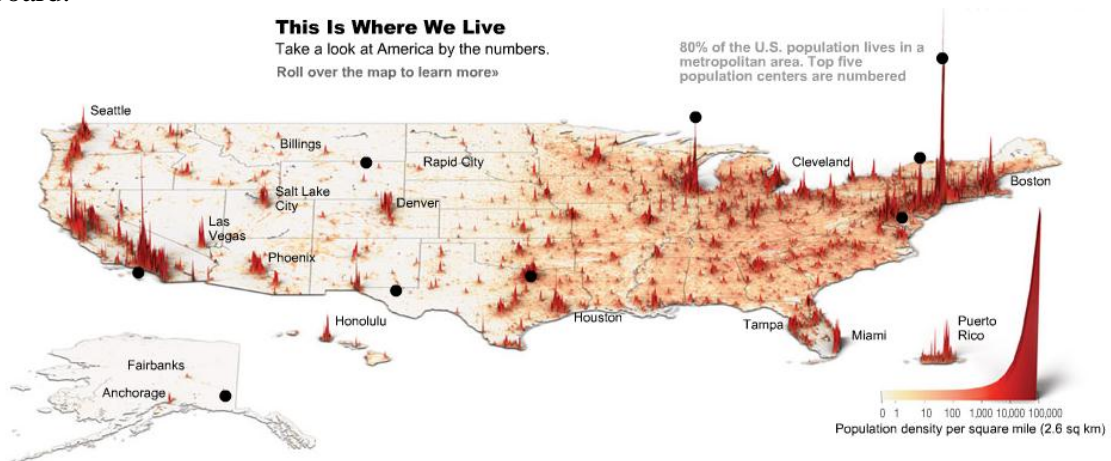 This Is Where We Live
Take a look at America by the numbers.
Roll over the map to learn more»
80% of the U.S. population lives in a
metropolitan area. Top five
population centers are numbered
Seattle
Billings
Rapid City
Cleveland
Boston
Salt Lake
City
Denver
Las
Vegas
Phoenix
Honolulu
Houston
Tampa
Miami
Puerto
Rico
Fairbanks
Anchorage
0 1 10 100 1,000 10,000 100,000
Population density per square mile (2.6 sq km)